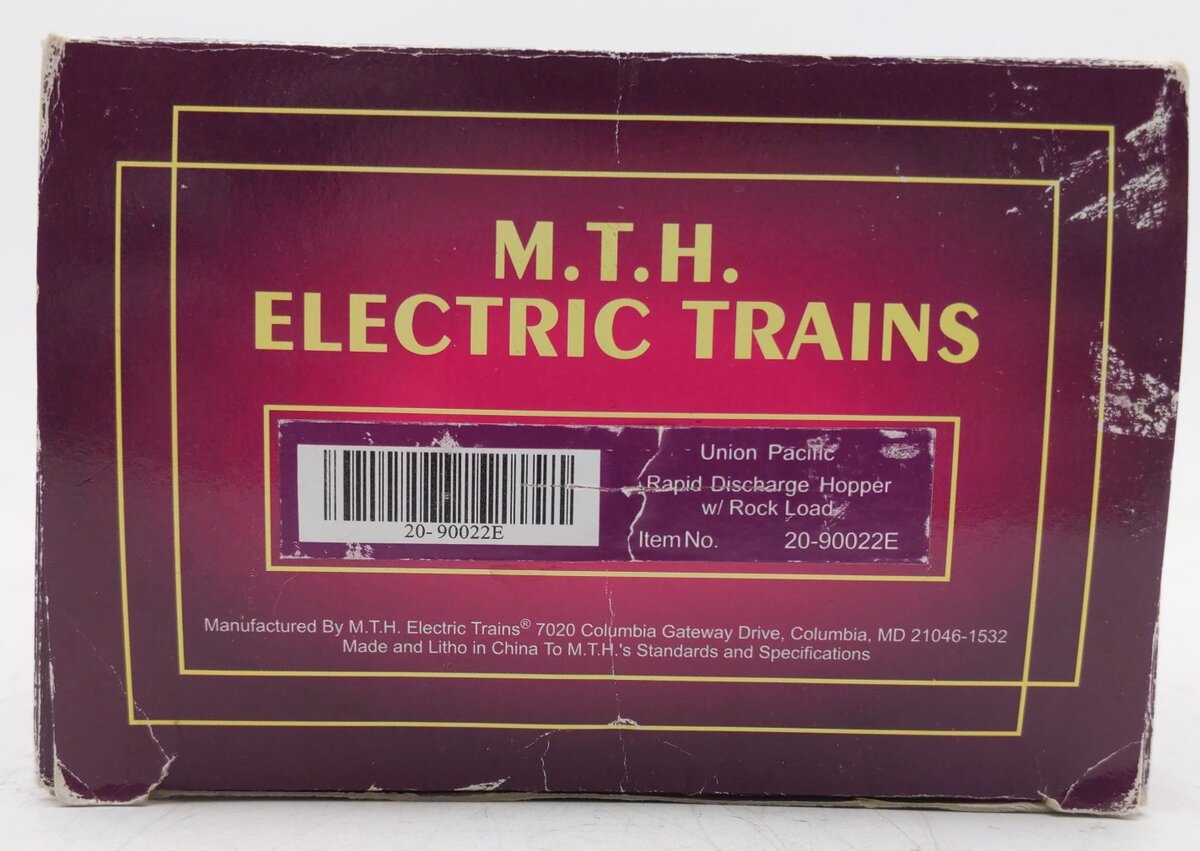 M.T.H.
ELECTRIC TRAINS
20-90022E
Union Pacific
Rapid Discharge Hopper
w/ Rock Load
Item No. 20-90022E
Manufactured By M.T.H. Electric Trains® 7020 Columbia Gateway Drive, Columbia, MD 21046-1532
Made and Litho in China To M.T.H.'s Standards and Specifications